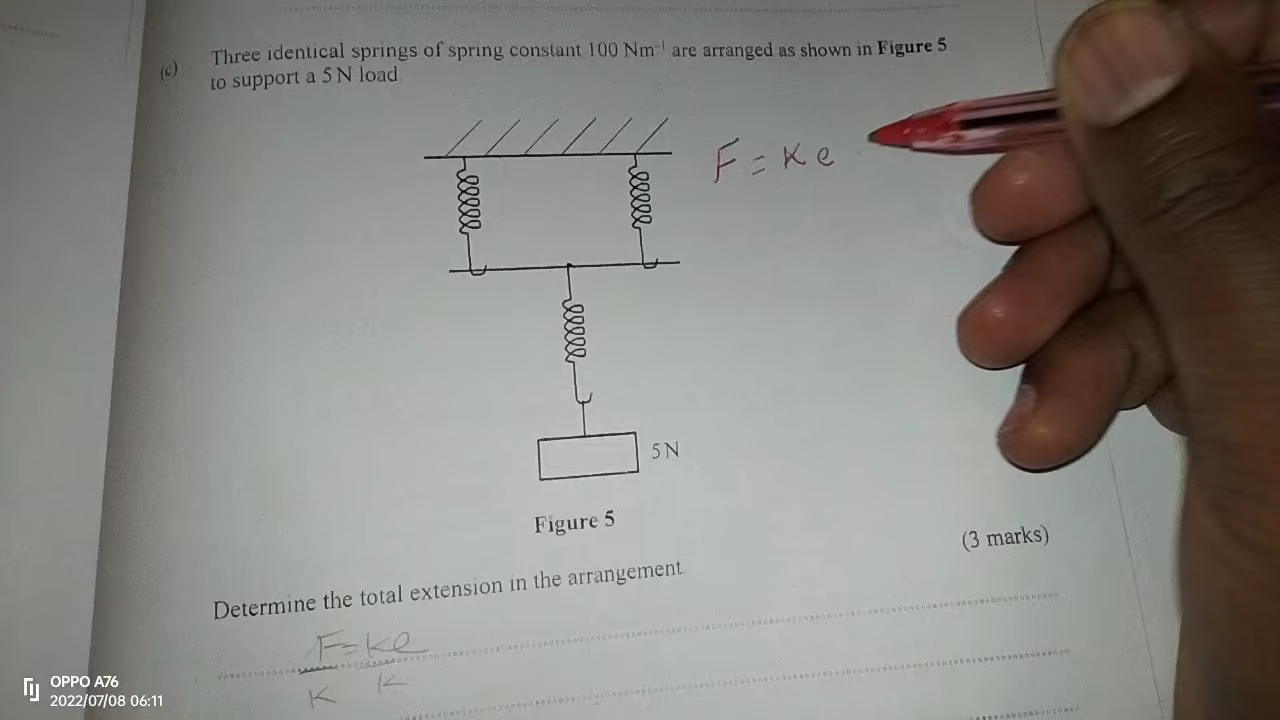 (c) Three identical springs of spring constant 100 Nm⁻¹ are arranged as shown in Figure 5
to support a 5 N load
F = Ke
5 N
Figure 5
(3 marks)
Determine the total extension in the arrangement.
F=ke
K K
OPPO A76
2022/07/08 06:11